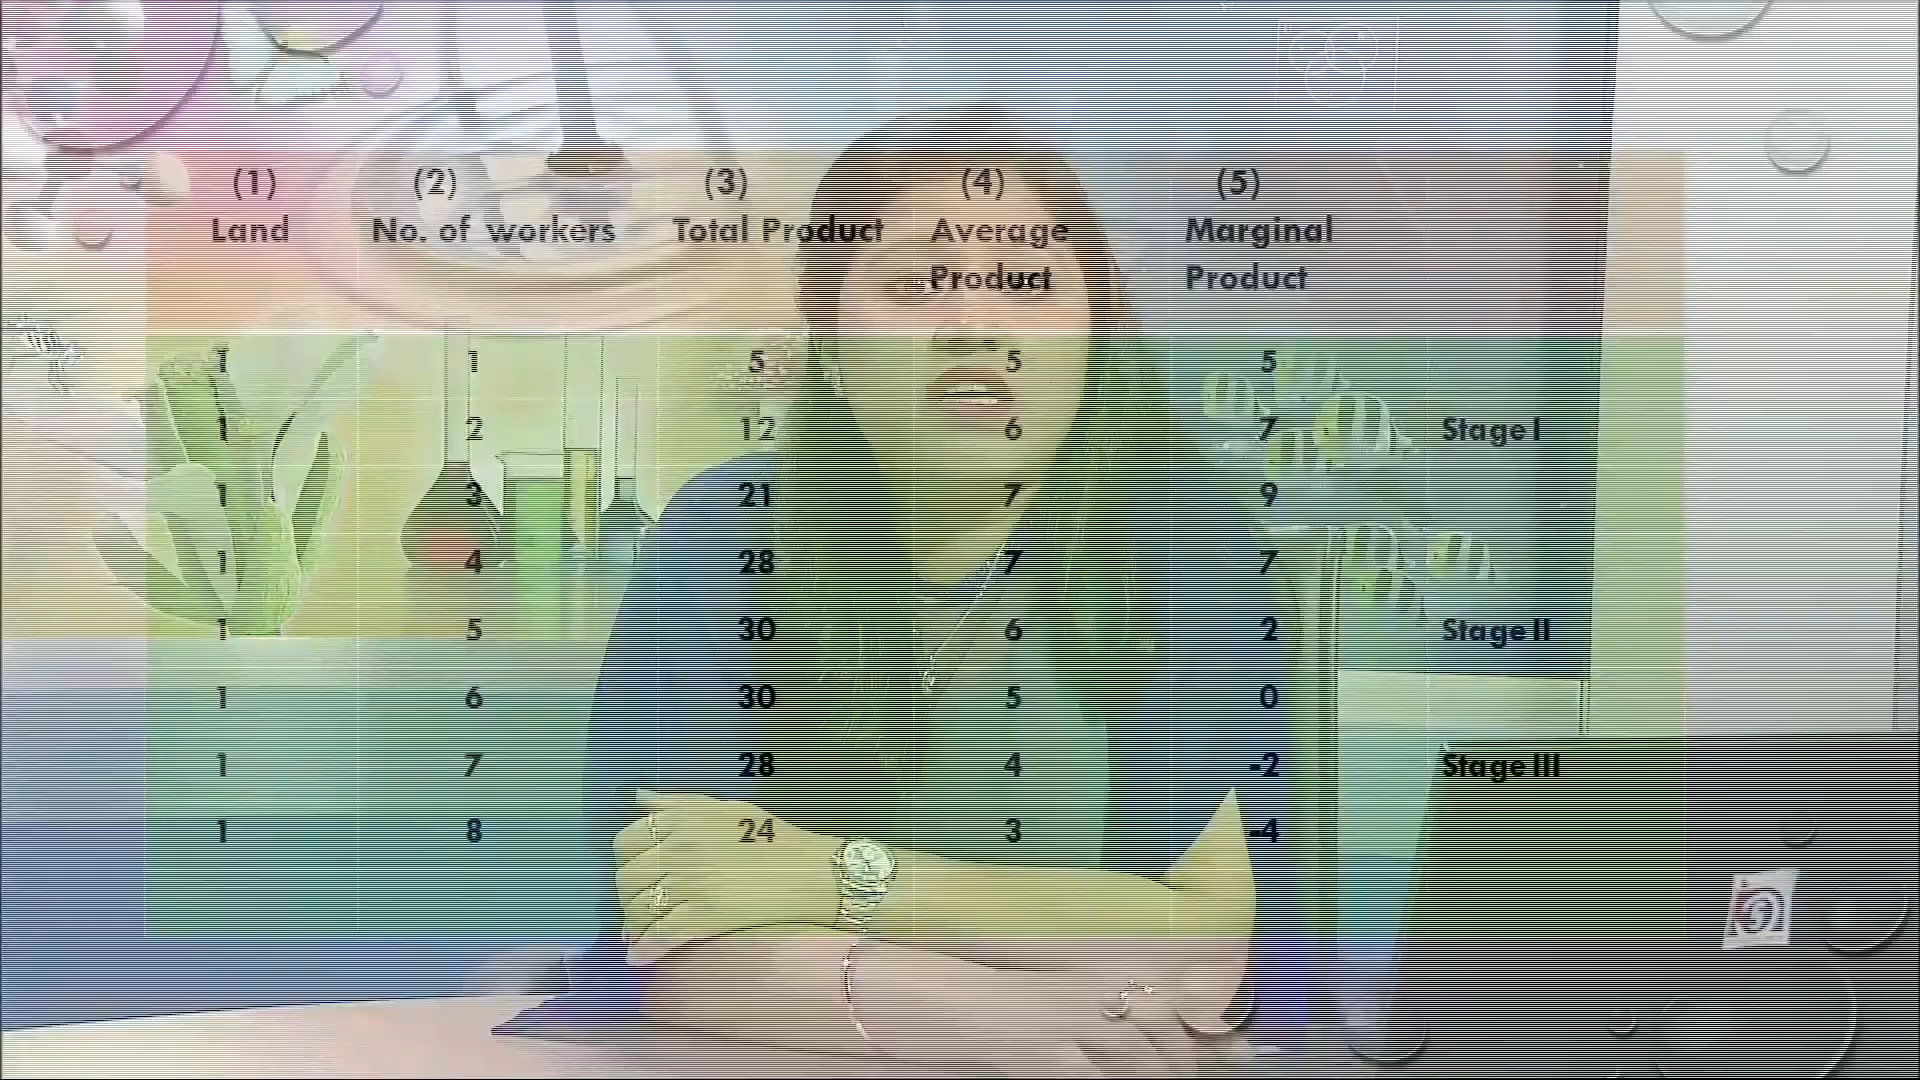 (1) (2) (3) (4) (5)
Land No. of workers Total Product Average Product Marginal Product
1 1 5 5 5
1 2 12 6 7 Stage I
1 3 21 7 9
1 4 28 7 7
1 5 30 6 2 Stage II
1 6 30 5 0
1 7 28 4 -2 Stage III
1 8 24 3 -4